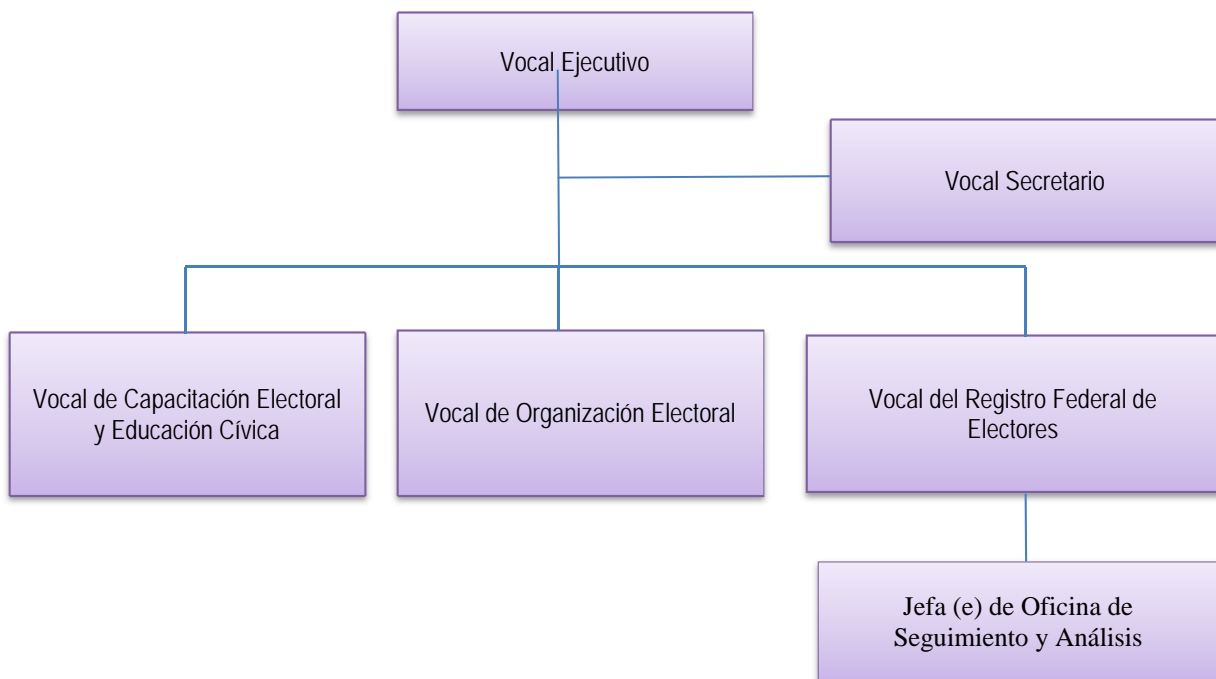 Vocal Ejecutivo
Vocal Secretario
Vocal de Capacitación Electoral
y Educación Cívica
Vocal de Organización Electoral
Vocal del Registro Federal de
Electores
Jefa (e) de Oficina de
Seguimiento y Análisis